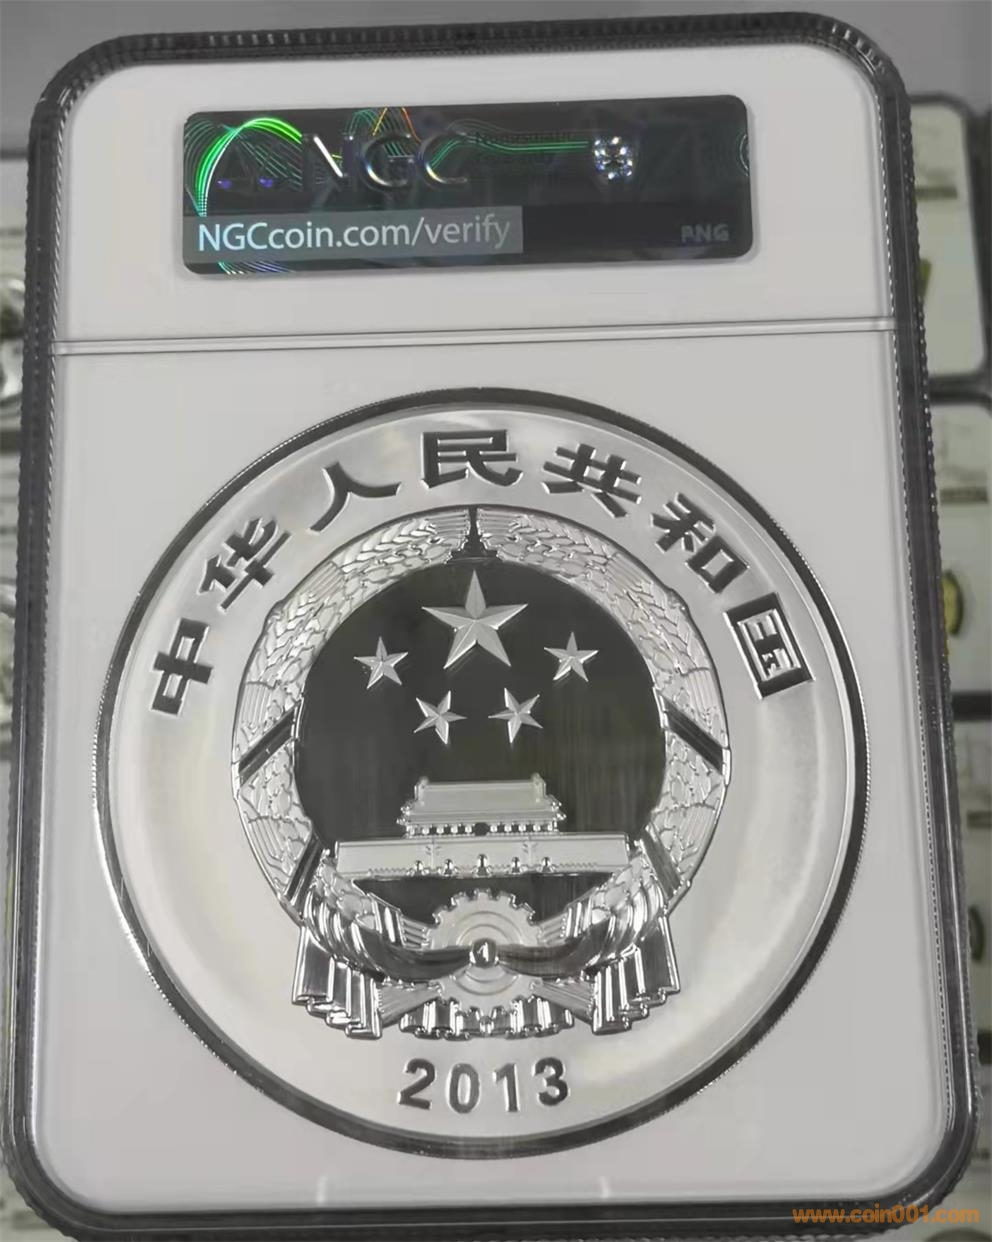 NGC
NGCcoin.com/verify
PNG
中华人民共和国
2013
www.coin001.com